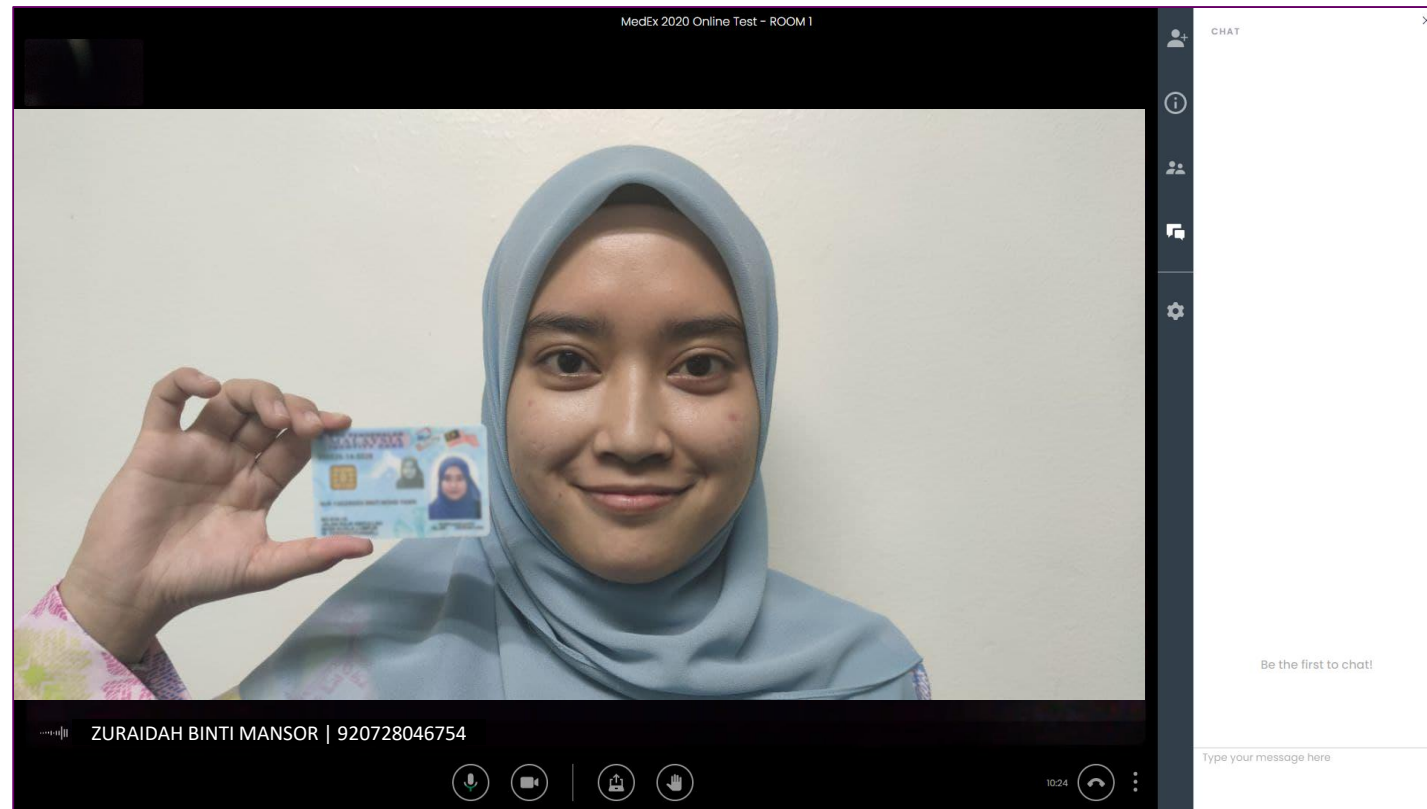 MedEx 2020 Online Test - ROOM 1
CHAT
MALAYSIA
Be the first to chat!
ZURAIDAH BINTI MANSOR | 920728046754
Type your message here
10:24